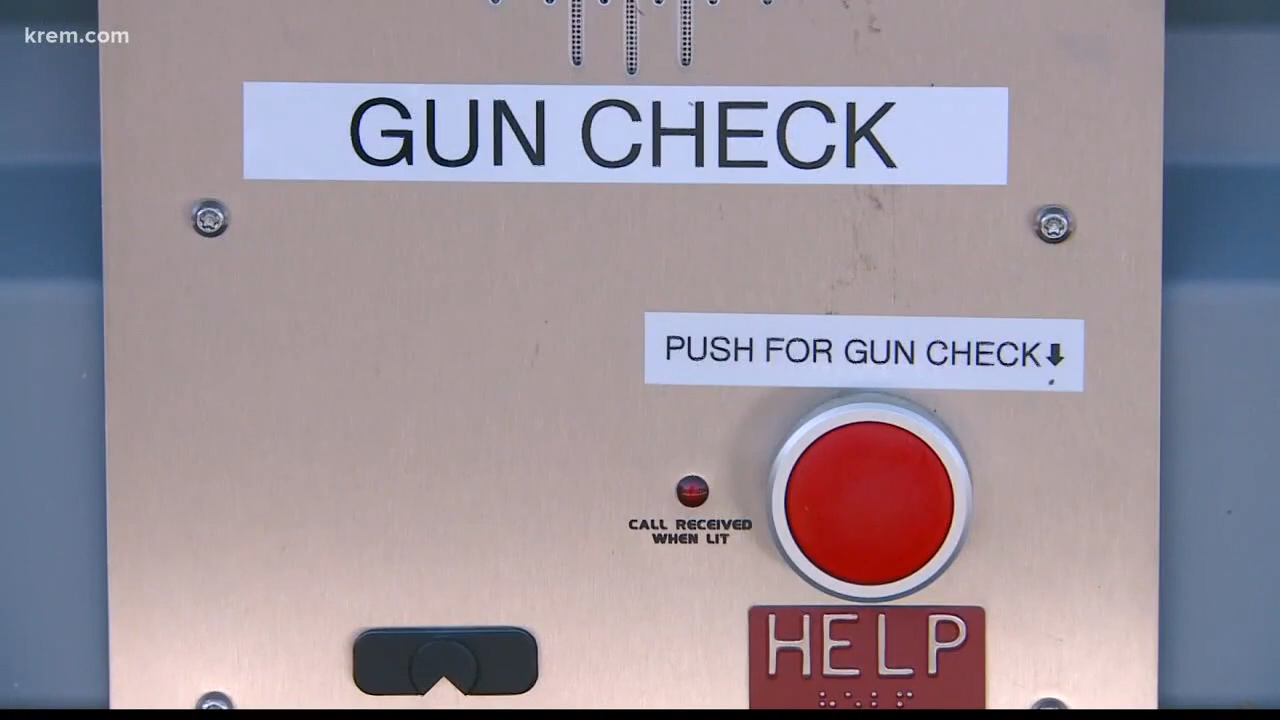 krem.com
GUN CHECK
PUSH FOR GUN CHECK⬇
CALL RECEIVED
WHEN LIT
HELP